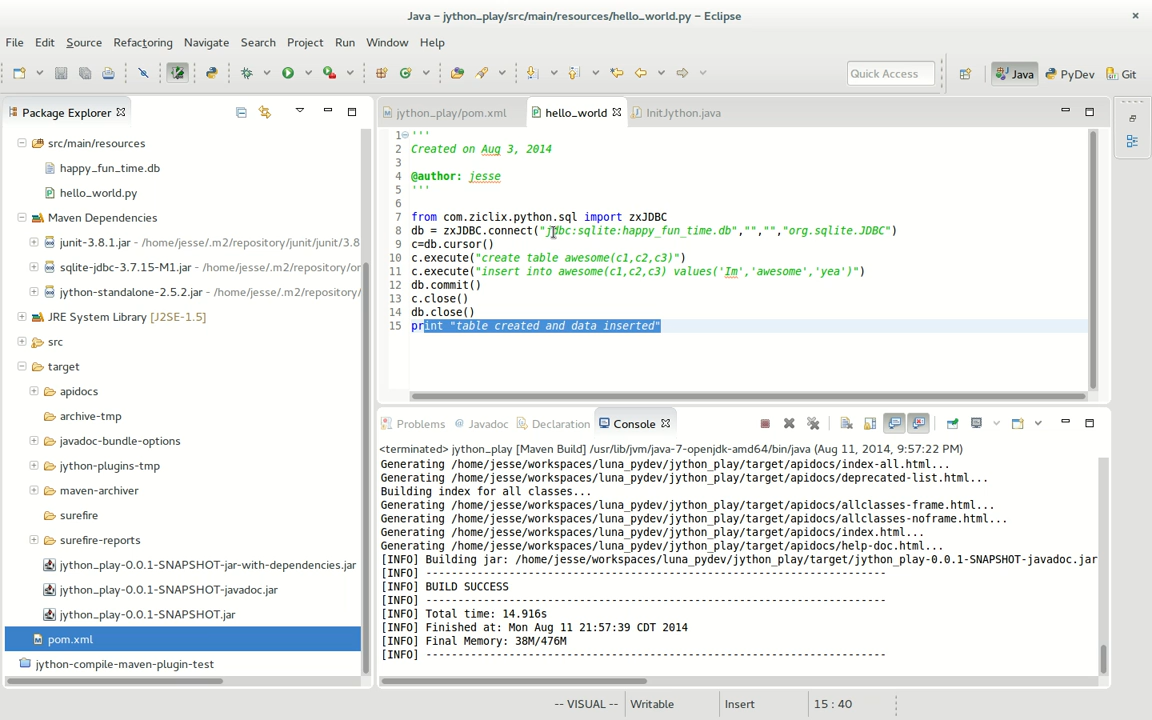 Java – jython_play/src/main/resources/hello_world.py – Eclipse
File Edit Source Refactoring Navigate Search Project Run Window Help
Quick Access
Java
PyDev
Git
Package Explorer
src/main/resources
happy_fun_time.db
hello_world.py
Maven Dependencies
junit-3.8.1.jar - /home/jesse/.m2/repository/junit/junit/3.8
sqlite-jdbc-3.7.15-M1.jar - /home/jesse/.m2/repository/or
jython-standalone-2.5.2.jar - /home/jesse/.m2/repository/
JRE System Library [J2SE-1.5]
src
target
apidocs
archive-tmp
javadoc-bundle-options
jython-plugins-tmp
maven-archiver
surefire
surefire-reports
jython_play-0.0.1-SNAPSHOT-jar-with-dependencies.jar
jython_play-0.0.1-SNAPSHOT-javadoc.jar
jython_play-0.0.1-SNAPSHOT.jar
pom.xml
jython-compile-maven-plugin-test
jython_play/pom.xml
hello_world
InitJython.java
1 '''
2 Created on Aug 3, 2014
3
4 @author: jesse
5 '''
6
7 from com.ziclix.python.sql import zxJDBC
8 db = zxJDBC.connect("jdbc:sqlite:happy_fun_time.db","","","org.sqlite.JDBC")
9 c=db.cursor()
10 c.execute("create table awesome(c1,c2,c3)")
11 c.execute("insert into awesome(c1,c2,c3) values('Im','awesome','yea')")
12 db.commit()
13 c.close()
14 db.close()
15 print "table created and data inserted"
Problems
Javadoc
Declaration
Console
<terminated> jython_play [Maven Build] /usr/lib/jvm/java-7-openjdk-amd64/bin/java (Aug 11, 2014, 9:57:22 PM)
Generating /home/jesse/workspaces/luna_pydev/jython_play/target/apidocs/index-all.html...
Generating /home/jesse/workspaces/luna_pydev/jython_play/target/apidocs/deprecated-list.html...
Building index for all classes...
Generating /home/jesse/workspaces/luna_pydev/jython_play/target/apidocs/allclasses-frame.html...
Generating /home/jesse/workspaces/luna_pydev/jython_play/target/apidocs/allclasses-noframe.html...
Generating /home/jesse/workspaces/luna_pydev/jython_play/target/apidocs/index.html...
Generating /home/jesse/workspaces/luna_pydev/jython_play/target/apidocs/help-doc.html...
[INFO] Building jar: /home/jesse/workspaces/luna_pydev/jython_play/target/jython_play-0.0.1-SNAPSHOT-javadoc.jar
[INFO] ------------------------------------------------------------------------
[INFO] BUILD SUCCESS
[INFO] ------------------------------------------------------------------------
[INFO] Total time: 14.916s
[INFO] Finished at: Mon Aug 11 21:57:39 CDT 2014
[INFO] Final Memory: 38M/476M
[INFO] ------------------------------------------------------------------------
-- VISUAL -- Writable Insert 15 : 40